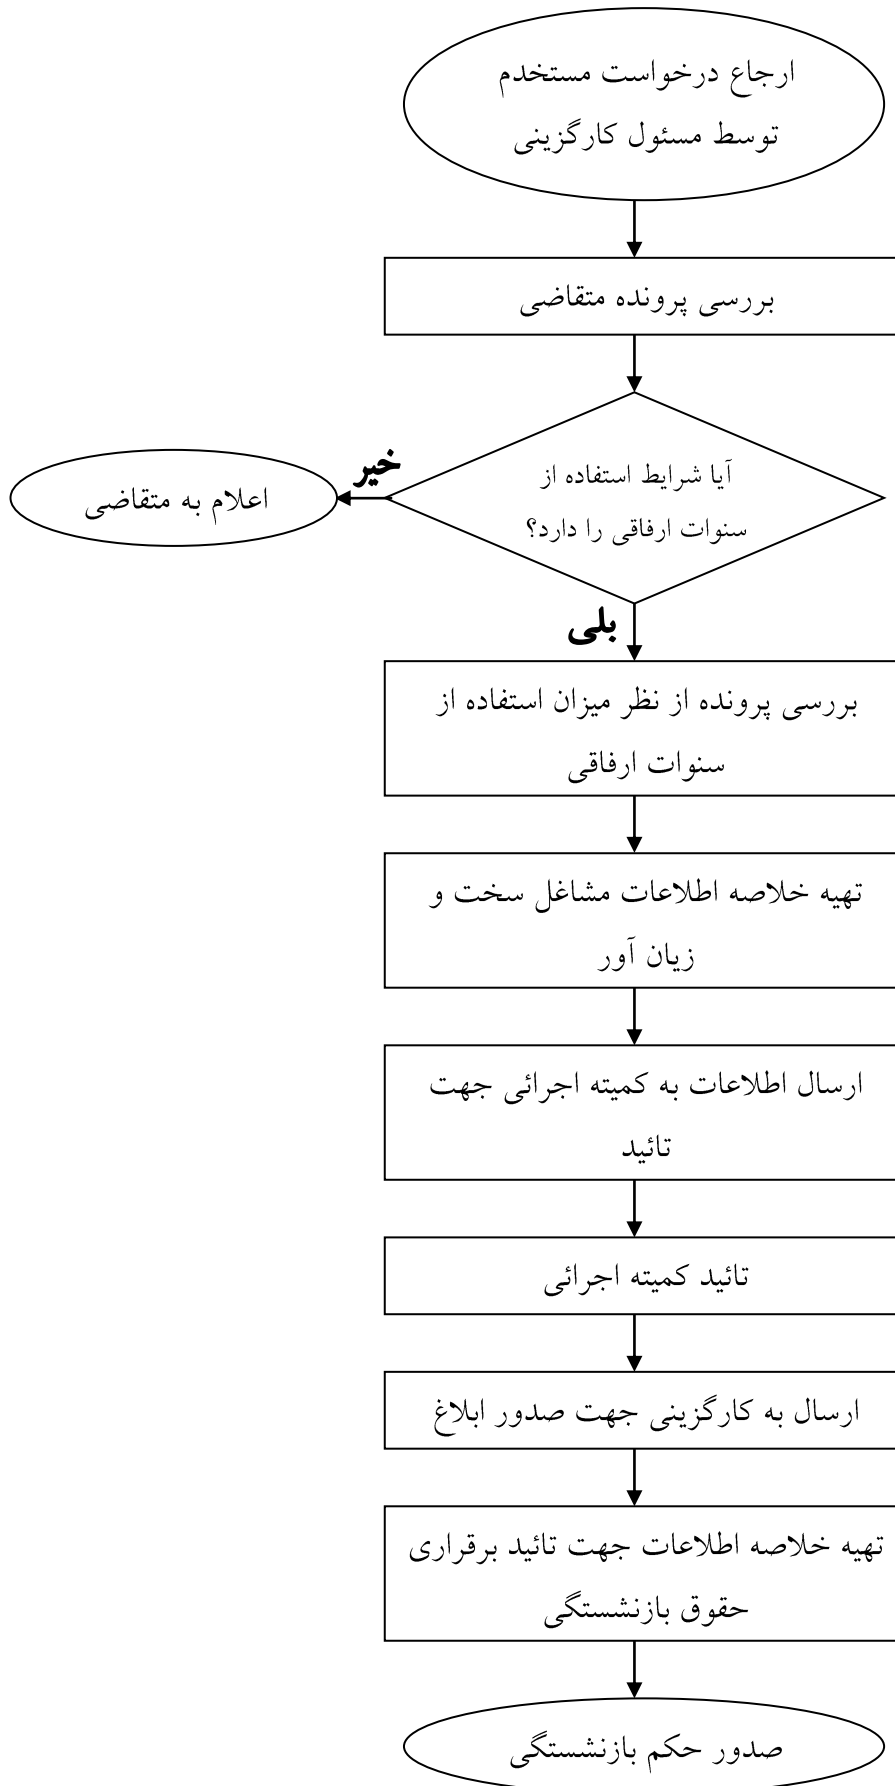 ارجاع درخواست مستخدم
توسط مسئول کارگزینی
بررسی پرونده متقاضی
آیا شرایط استفاده از
سنوات ارفاقی را دارد؟
خیر
اعلام به متقاضی
بلی
بررسی پرونده از نظر میزان استفاده از
سنوات ارفاقی
تهیه خلاصه اطلاعات مشاغل سخت و
زیان آور
ارسال اطلاعات به کمیته اجرائی جهت
تائید
تائید کمیته اجرائی
ارسال به کارگزینی جهت صدور ابلاغ
تهیه خلاصه اطلاعات جهت تائید برقراری
حقوق بازنشستگی
صدور حکم بازنشستگی